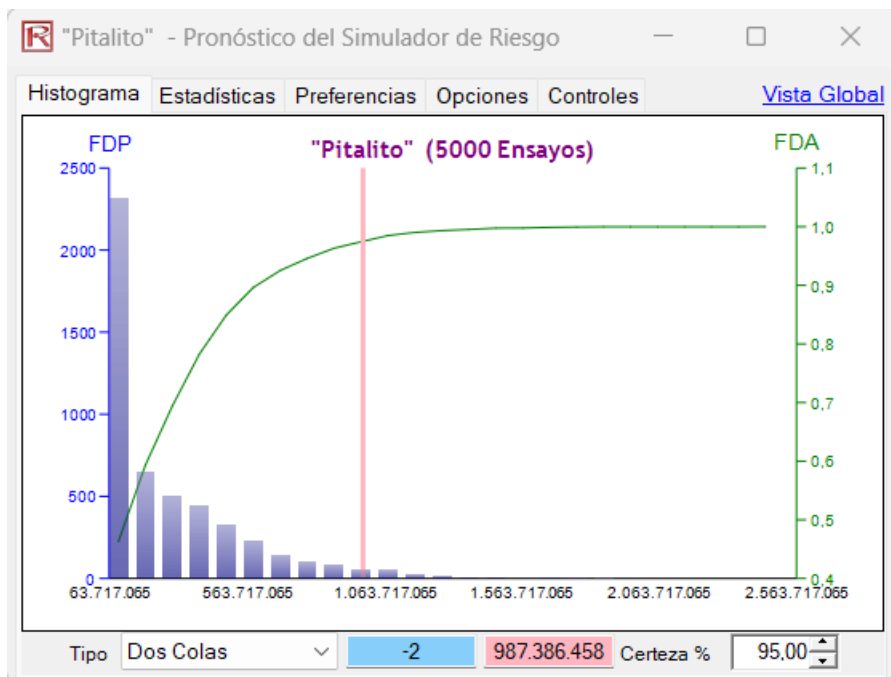 "Pitalito" - Pronóstico del Simulador de Riesgo
Histograma Estadísticas Preferencias Opciones Controles Vista Global
FDP "Pitalito" (5000 Ensayos) FDA
2500 1,1
1,0
2000
0,9
1500
0,8
1000 0,7
0,6
500
0,5
0 0,4
63.717.065 563.717.065 1.063.717.065 1.563.717.065 2.063.717.065 2.563.717.065
Tipo Dos Colas -2 987.386.458 Certeza % 95,00